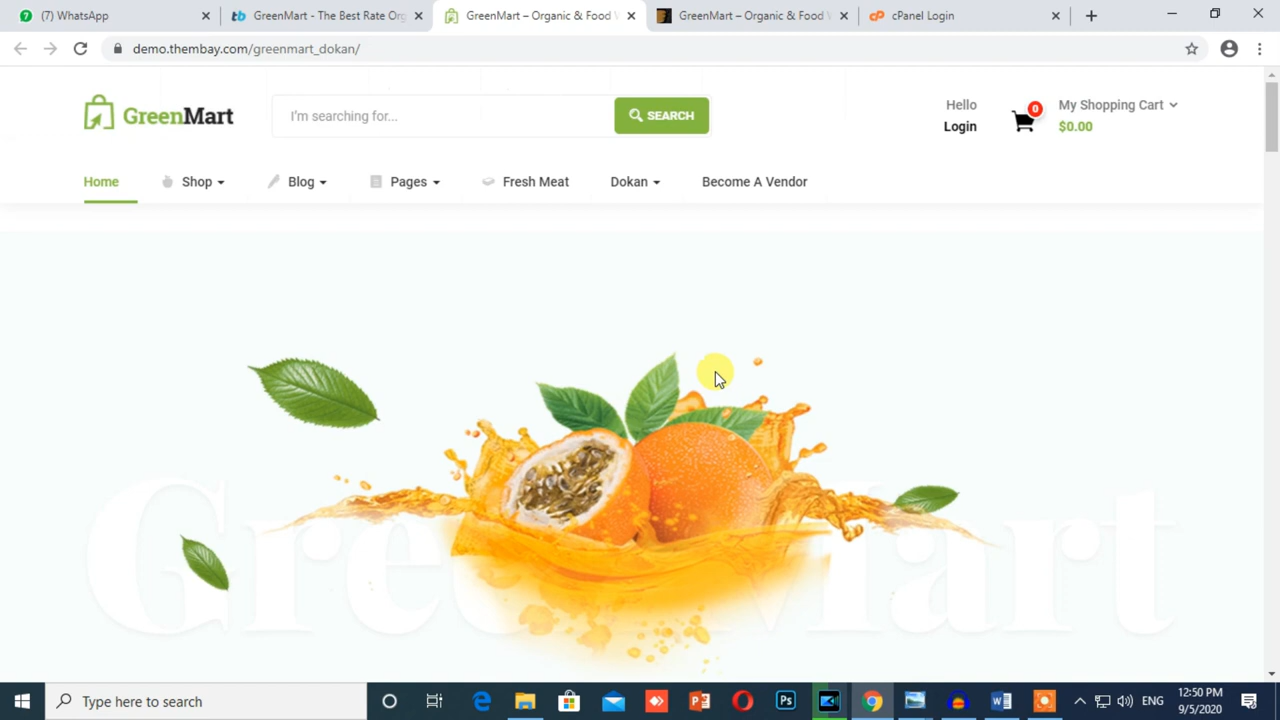 (7) WhatsApp
GreenMart - The Best Rate O
GreenMart – Organic & Food
GreenMart – Organic & Food
cPanel Login
demo.thembay.com/greenmart_dokan/
GreenMart
I'm searching for...
SEARCH
Hello
Login
0
My Shopping Cart
$0.00
Home
Shop
Blog
Pages
Fresh Meat
Dokan
Become A Vendor
GreenMart
Type here to search
ENG
12:50 PM
9/5/2020